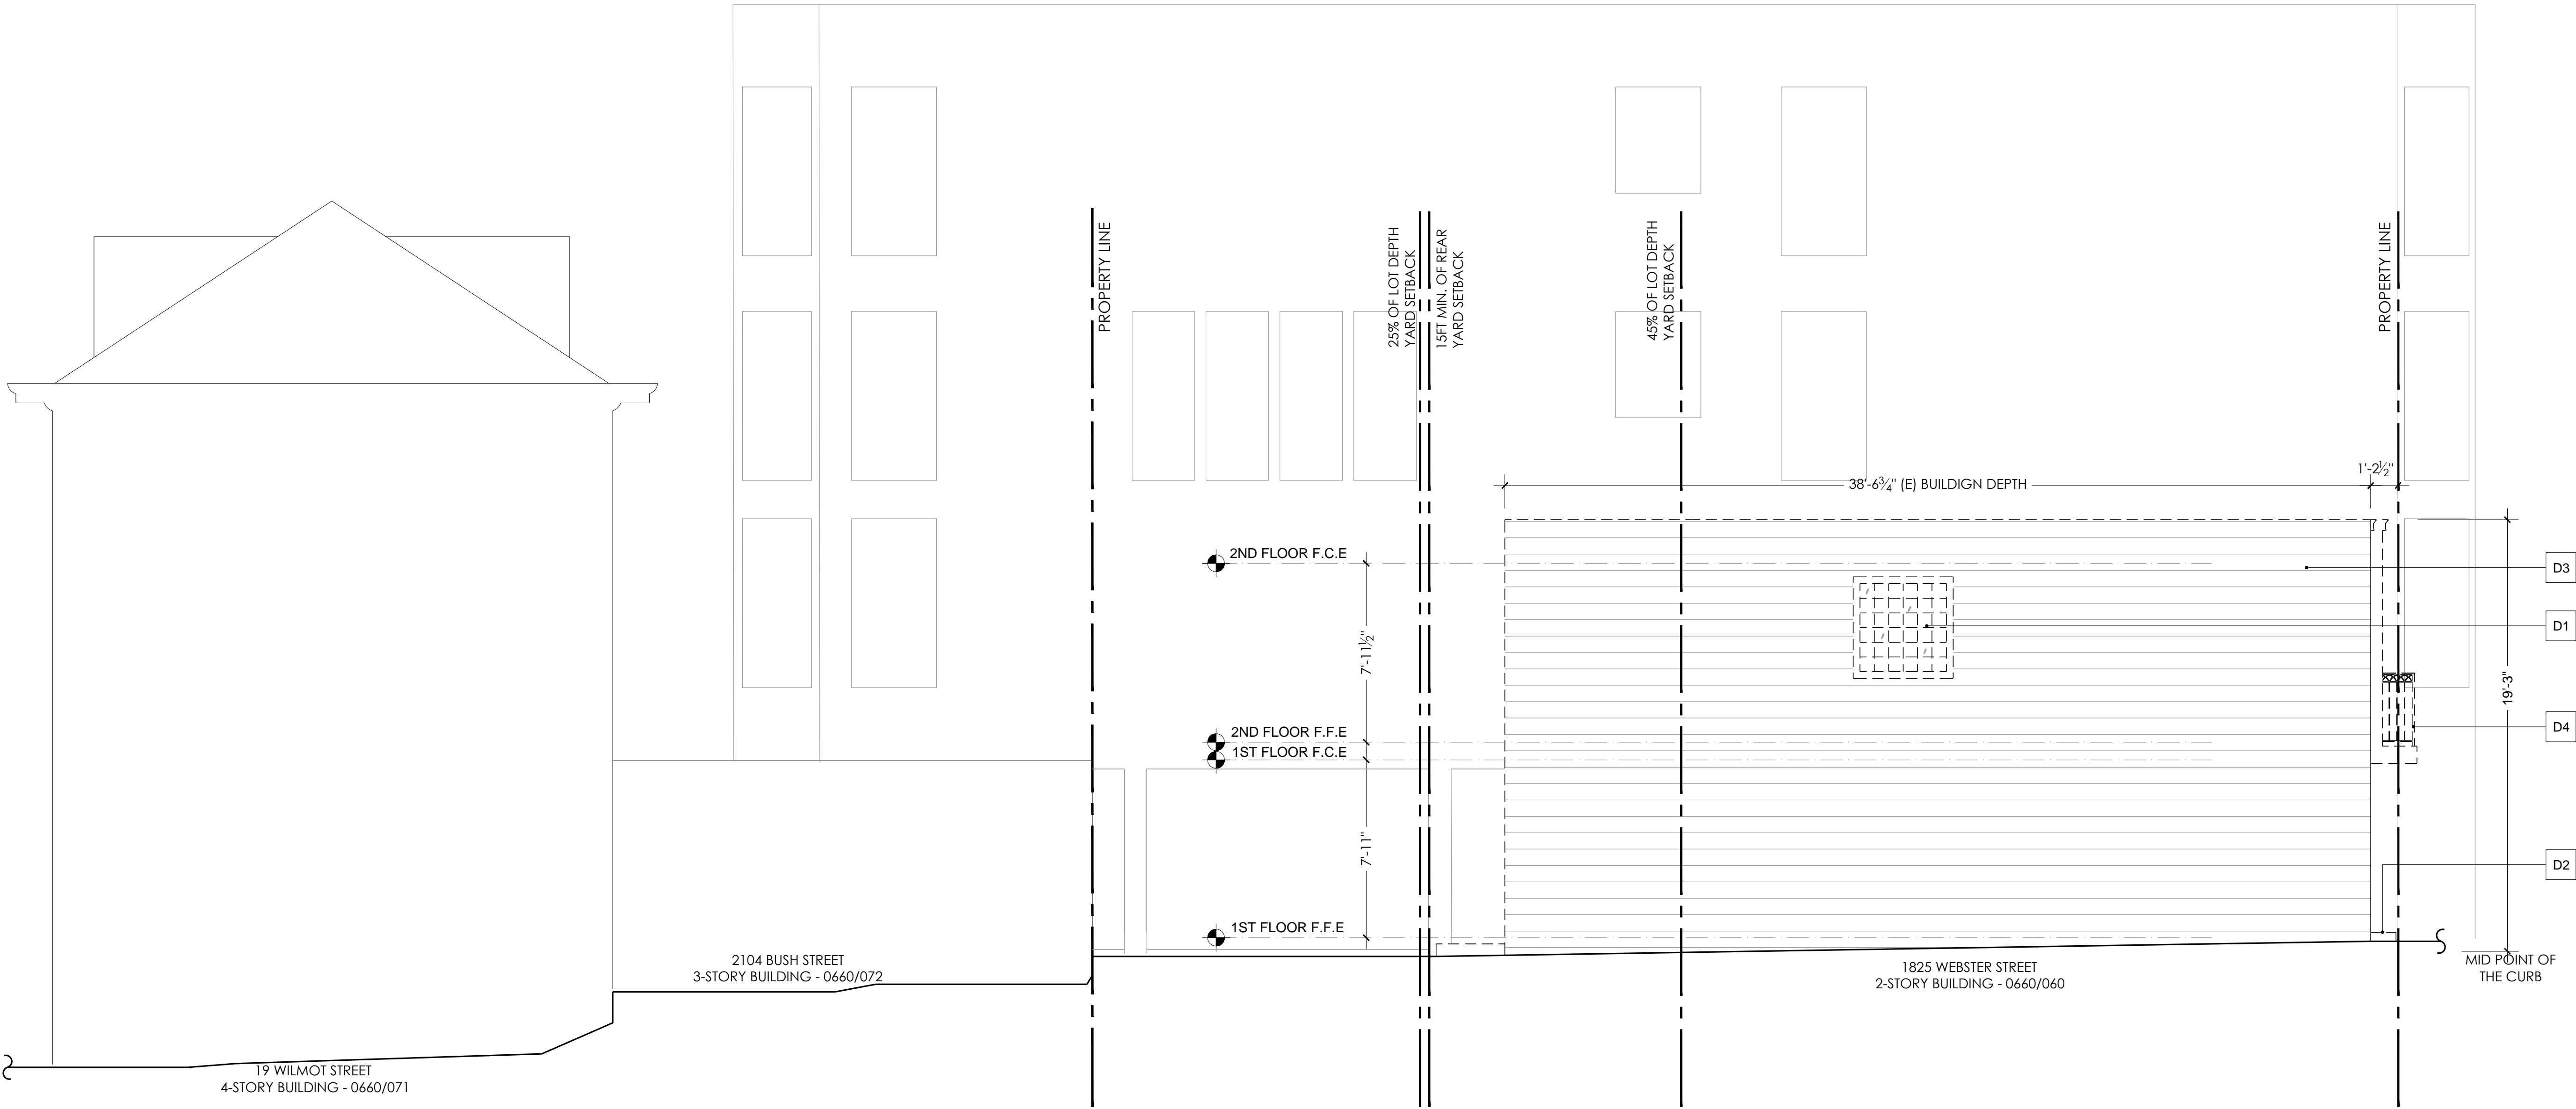 PROPERTY LINE
25% OF LOT DEPTH
YARD SETBACK
15FT MIN. OF REAR
YARD SETBACK
45% OF LOT DEPTH
YARD SETBACK
PROPERTY LINE
1'-2½"
38'-6¾" (E) BUILDIGN DEPTH
2ND FLOOR F.C.E
D3
D1
7'-11½"
19'-3"
2ND FLOOR F.F.E
D4
1ST FLOOR F.C.E
7'-11"
D2
1ST FLOOR F.F.E
2104 BUSH STREET
3-STORY BUILDING - 0660/072
1825 WEBSTER STREET
2-STORY BUILDING - 0660/060
MID POINT OF
THE CURB
19 WILMOT STREET
4-STORY BUILDING - 0660/071